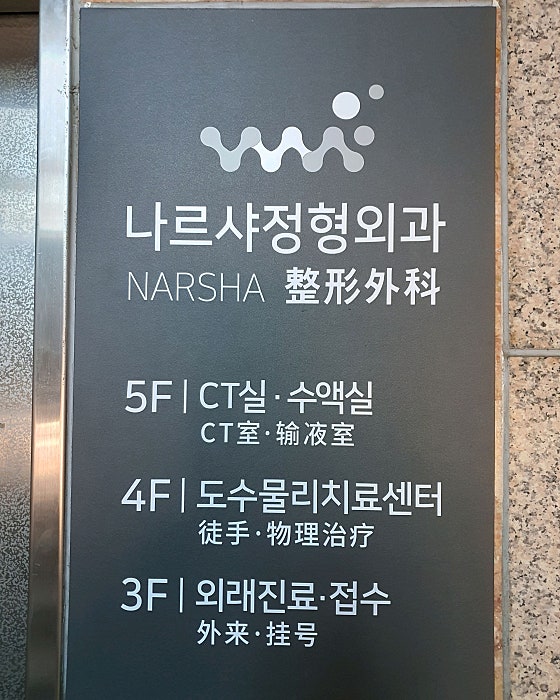 나르샤정형외과
NARSHA 整形外科
5F | CT실·수액실
CT室·输液室
4F | 도수물리치료센터
徒手·物理治疗
3F | 외래진료·접수
外来·挂号